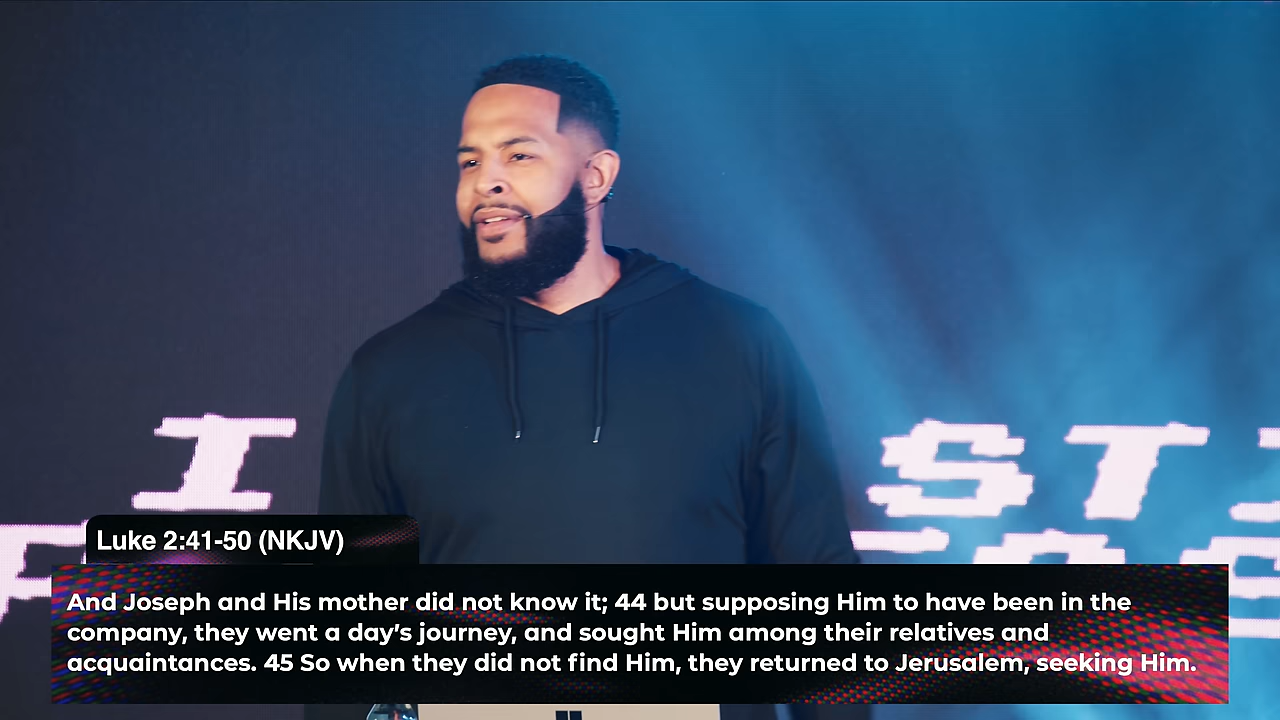 I STI
Luke 2:41-50 (NKJV)
And Joseph and His mother did not know it; 44 but supposing Him to have been in the
company, they went a day’s journey, and sought Him among their relatives and
acquaintances. 45 So when they did not find Him, they returned to Jerusalem, seeking Him.